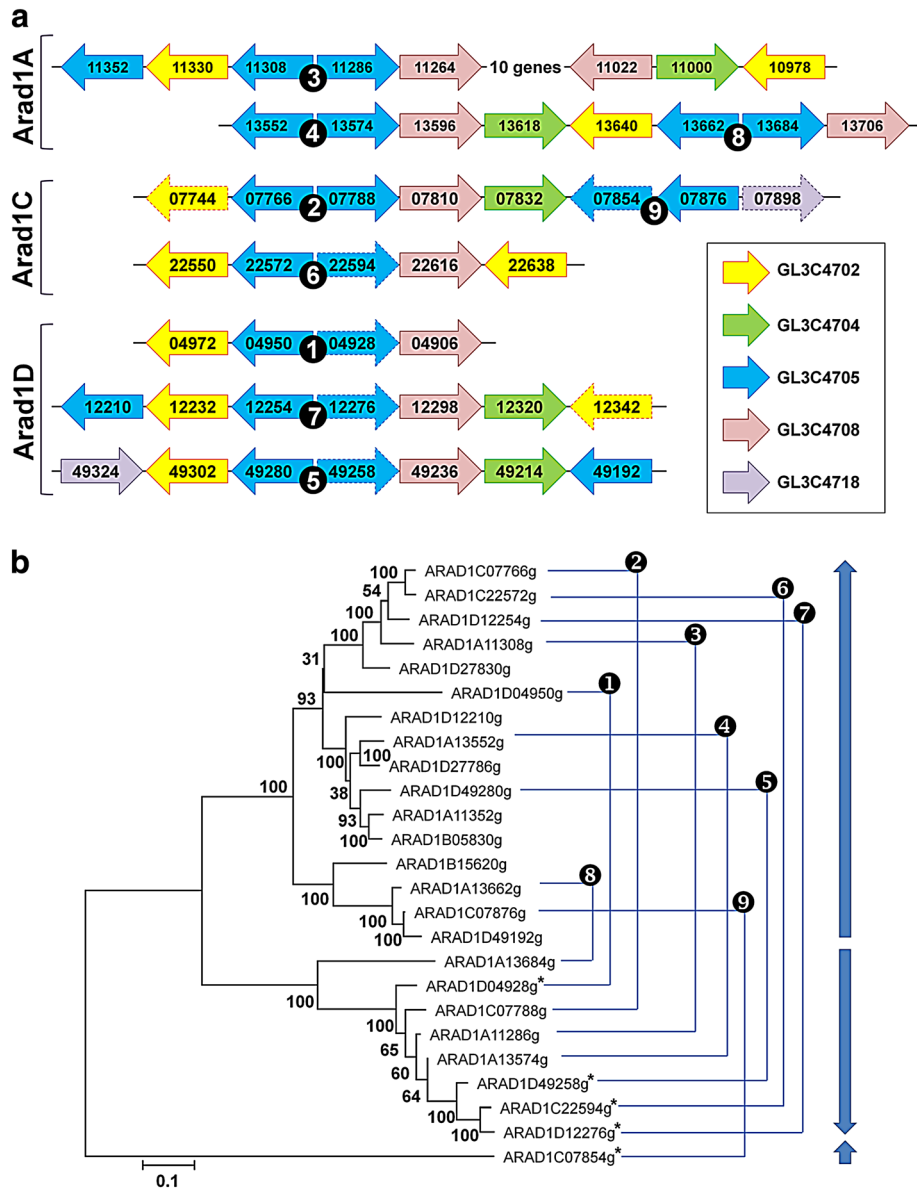 a
Arad1A
11352 11330 11308 3 11286 11264 10 genes 11022 11000 10978
13552 4 13574 13596 13618 13640 13662 8 13684 13706
Arad1C
07744 07766 2 07788 07810 07832 07854 9 07876 07898
22550 22572 6 22594 22616 22638
Arad1D
04972 04950 1 04928 04906
12210 12232 12254 7 12276 12298 12320 12342
49324 49302 49280 5 49258 49236 49214 49192
GL3C4702
GL3C4704
GL3C4705
GL3C4708
GL3C4718
b
100 ARAD1C07766g 2
54 ARAD1C22572g 6
100 ARAD1D12254g 7
100 ARAD1A11308g 3
31 ARAD1D27830g
93 ARAD1D04950g 1
ARAD1D12210g
100 ARAD1A13552g 4
100 ARAD1D27786g
38 ARAD1D49280g 5
93 ARAD1A11352g
100 ARAD1B05830g
100
ARAD1B15620g
100 ARAD1A13662g 8
100 ARAD1C07876g 9
100 ARAD1D49192g
ARAD1A13684g
100 ARAD1D04928g*
100 ARAD1C07788g
65 ARAD1A11286g
60 ARAD1A13574g
64 ARAD1D49258g*
100 ARAD1C22594g*
100 ARAD1D12276g*
ARAD1C07854g*
0.1